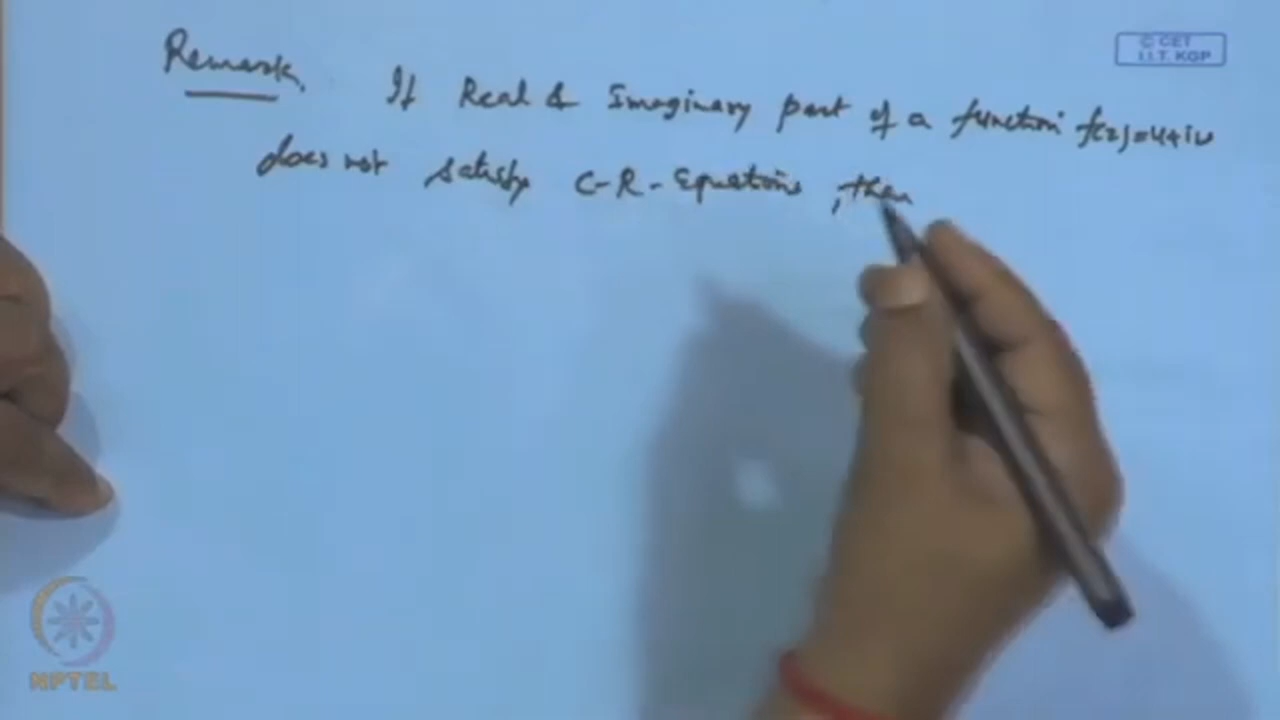 © CET
I.I.T. KGP
Remark. If Real & Imaginary part of a function f(z)=u+iv
does not satisfy C-R-Equations, then
NPTEL